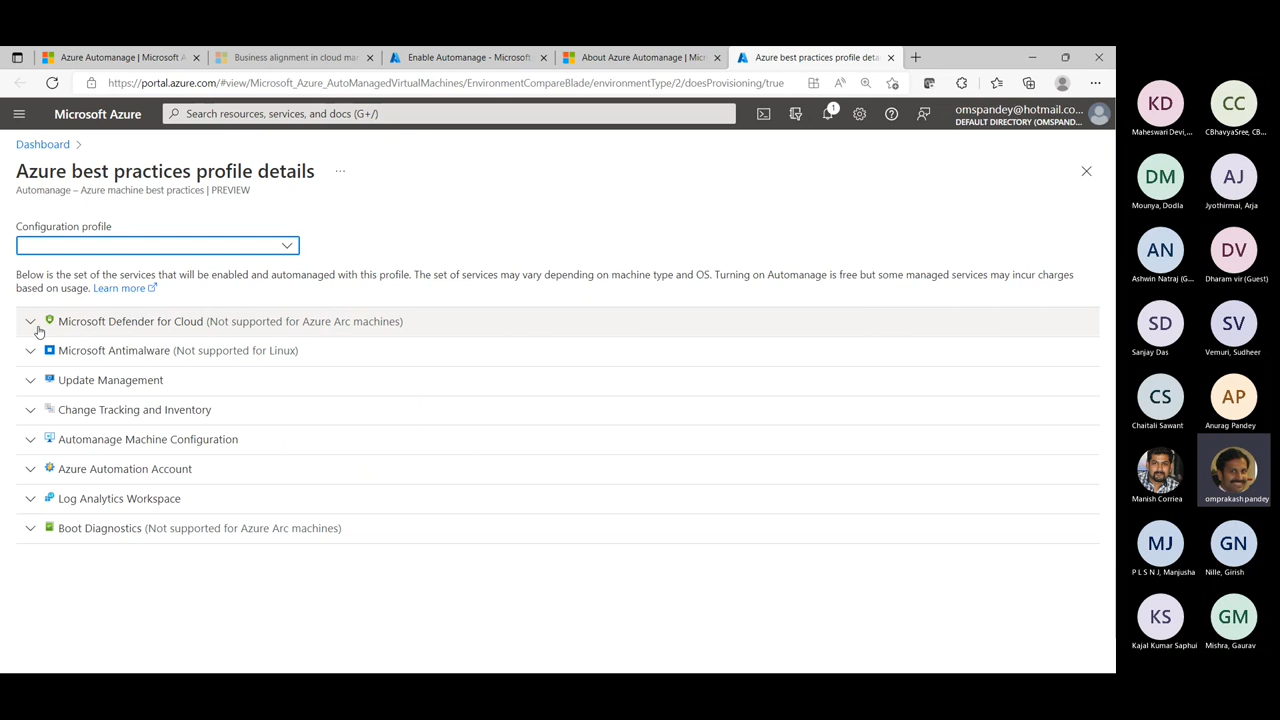 Azure Automanage | Microsoft A
Business alignment in cloud ma
Enable Automanage - Microsoft
About Azure Automanage | Micr
Azure best practices profile deta
https://portal.azure.com/#view/Microsoft_Azure_AutoManagedVirtualMachines/EnvironmentCompareBlade/environmentType/2/doesProvisioning/true
Microsoft Azure
Search resources, services, and docs (G+/)
1
omspandey@hotmail.co...
DEFAULT DIRECTORY (OMSPAND...
Dashboard >
Azure best practices profile details
...
Automanage – Azure machine best practices | PREVIEW
Configuration profile
Below is the set of the services that will be enabled and automanaged with this profile. The set of services may vary depending on machine type and OS. Turning on Automanage is free but some managed services may incur charges
based on usage. Learn more
Microsoft Defender for Cloud (Not supported for Azure Arc machines)
Microsoft Antimalware (Not supported for Linux)
Update Management
Change Tracking and Inventory
Automanage Machine Configuration
Azure Automation Account
Log Analytics Workspace
Boot Diagnostics (Not supported for Azure Arc machines)
KD
Maheswari Devi,...
CC
CBhavyaSree, CB...
DM
Mounya, Dodla
AJ
Jyothirmai, Arja
AN
Ashwin Natraj (G...
DV
Dharam vir (Guest)
SD
Sanjay Das
SV
Vemuri, Sudheer
CS
Chaitali Sawant
AP
Anurag Pandey
Manish Corriea
omprakash pandey
MJ
P L S N J, Manjusha
GN
Nille, Girish
KS
Kajal Kumar Saphui
GM
Mishra, Gaurav